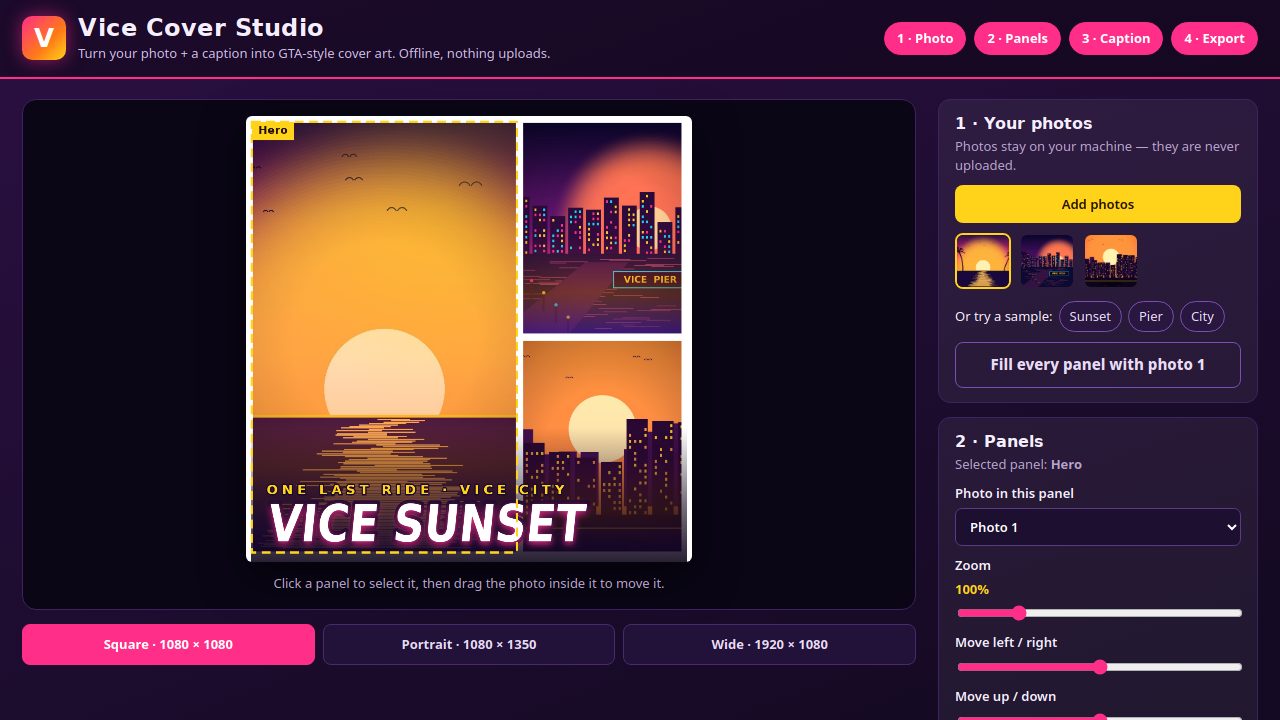 V
Vice Cover Studio
Turn your photo + a caption into GTA-style cover art. Offline, nothing uploads.
1 · Photo
2 · Panels
3 · Caption
4 · Export
Hero
VICE PIER
ONE LAST RIDE · VICE CITY
VICE SUNSET
Click a panel to select it, then drag the photo inside it to move it.
Square · 1080 × 1080
Portrait · 1080 × 1350
Wide · 1920 × 1080
1 · Your photos
Photos stay on your machine — they are never
uploaded.
Add photos
Or try a sample:
Sunset
Pier
City
Fill every panel with photo 1
2 · Panels
Selected panel: Hero
Photo in this panel
Photo 1
Zoom
100%
Move left / right
Move up / down